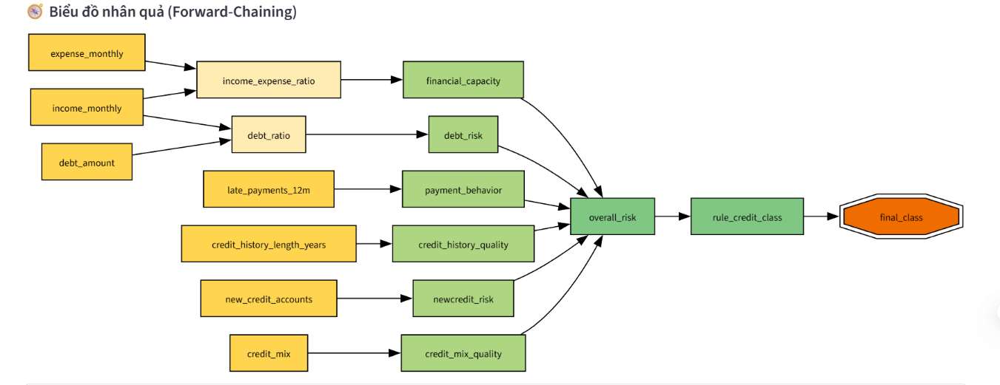 Biểu đồ nhân quả (Forward-Chaining)
expense_monthly
income_expense_ratio
financial_capacity
income_monthly
debt_ratio
debt_risk
debt_amount
late_payments_12m
payment_behavior
overall_risk
rule_credit_class
final_class
credit_history_length_years
credit_history_quality
new_credit_accounts
newcredit_risk
credit_mix
credit_mix_quality